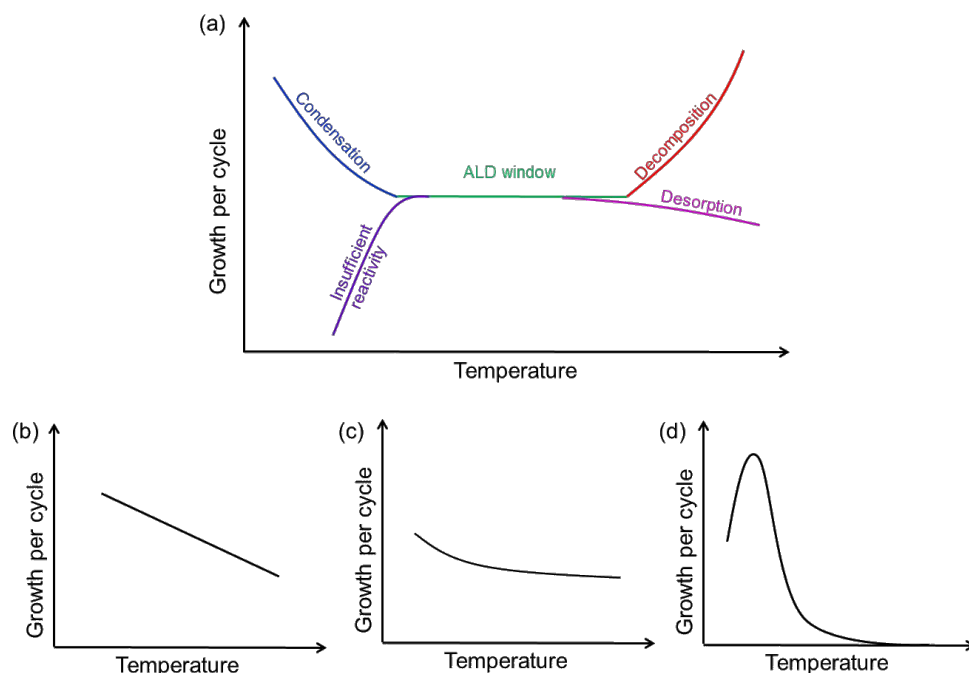 (a)
Growth per cycle
Condensation
Insufficient
reactivity
ALD window
Decomposition
Desorption
Temperature
(b)
Growth per cycle
Temperature
(c)
Growth per cycle
Temperature
(d)
Growth per cycle
Temperature